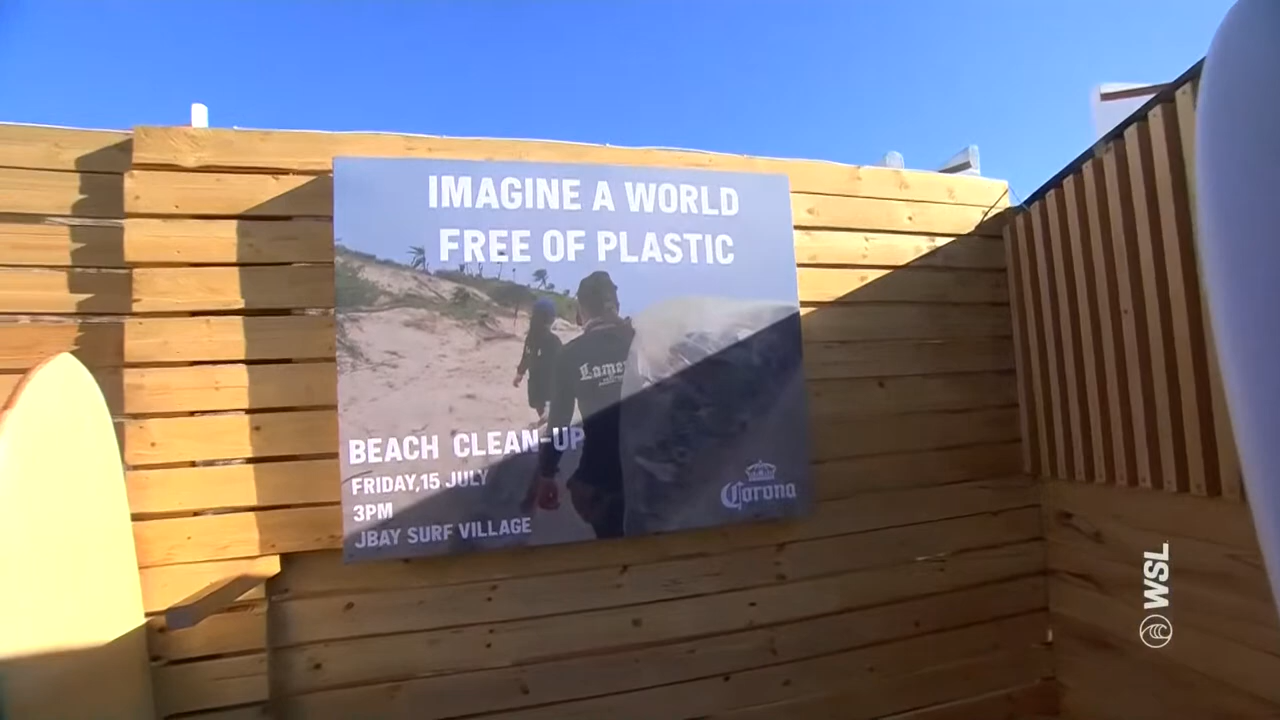 IMAGINE A WORLD
FREE OF PLASTIC
BEACH CLEAN-UP
FRIDAY,15 JULY
3PM
JBAY SURF VILLAGE
Corona
WSL